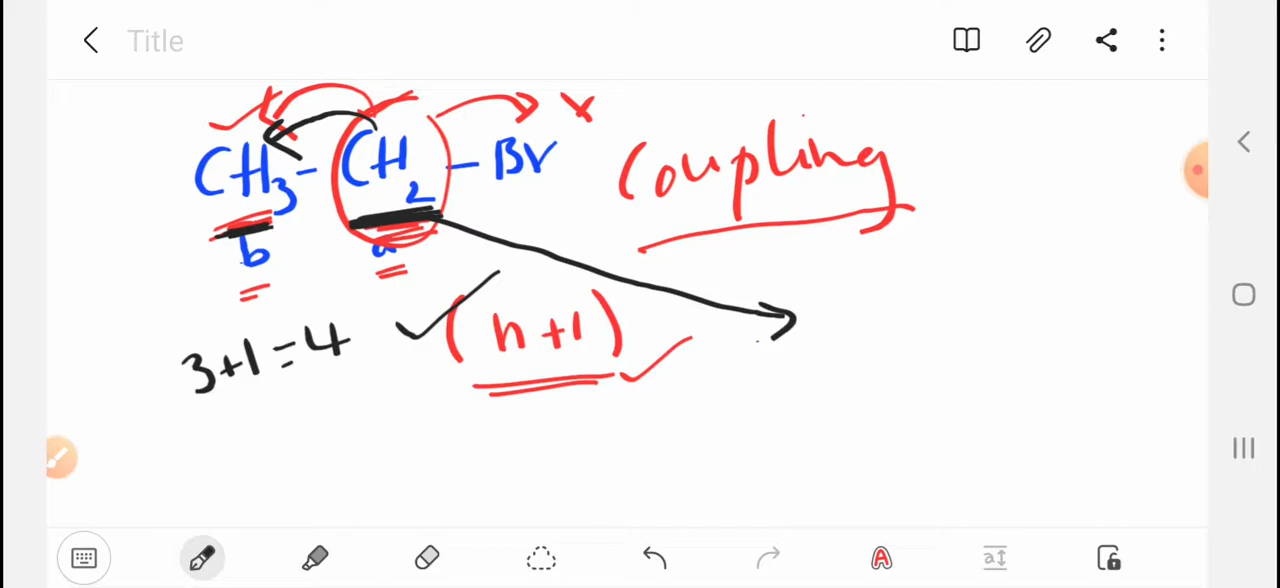 Title
CH3-CH2-Br Coupling
b a
3+1=4 (n+1)